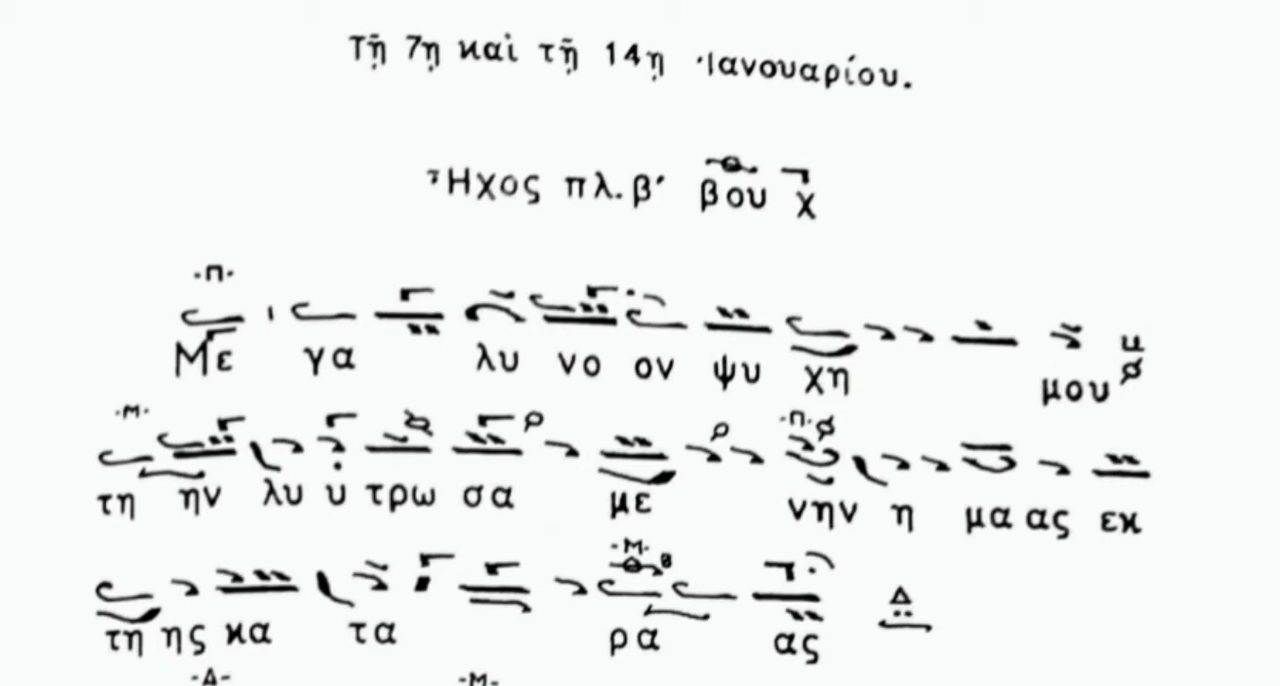 Τῇ 7ῃ καὶ τῇ 14ῃ Ἰανουαρίου.
Ἦχος πλ. β΄ βου χ
·Π·
Με γα λυ νο ον ψυ χη μου
·Μ· ·Π·
τη ην λυ υ τρω σα με νην η μα ας εκ
·Μ·
τη ης κα τα ρα ας Δ
·Δ· ·Μ·